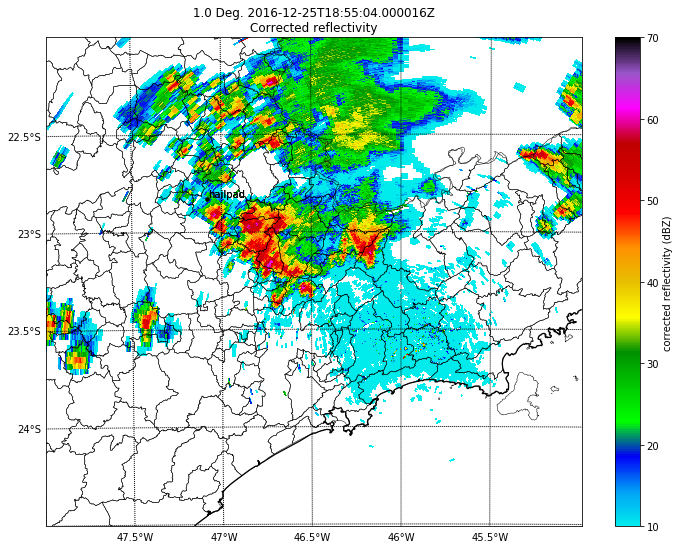 1.0 Deg. 2016-12-25T18:55:04.000016Z
Corrected reflectivity
22.5°S
23°S
23.5°S
24°S
hailpad
47.5°W
47°W
46.5°W
46°W
45.5°W
70
60
50
40
30
20
10
corrected reflectivity (dBZ)